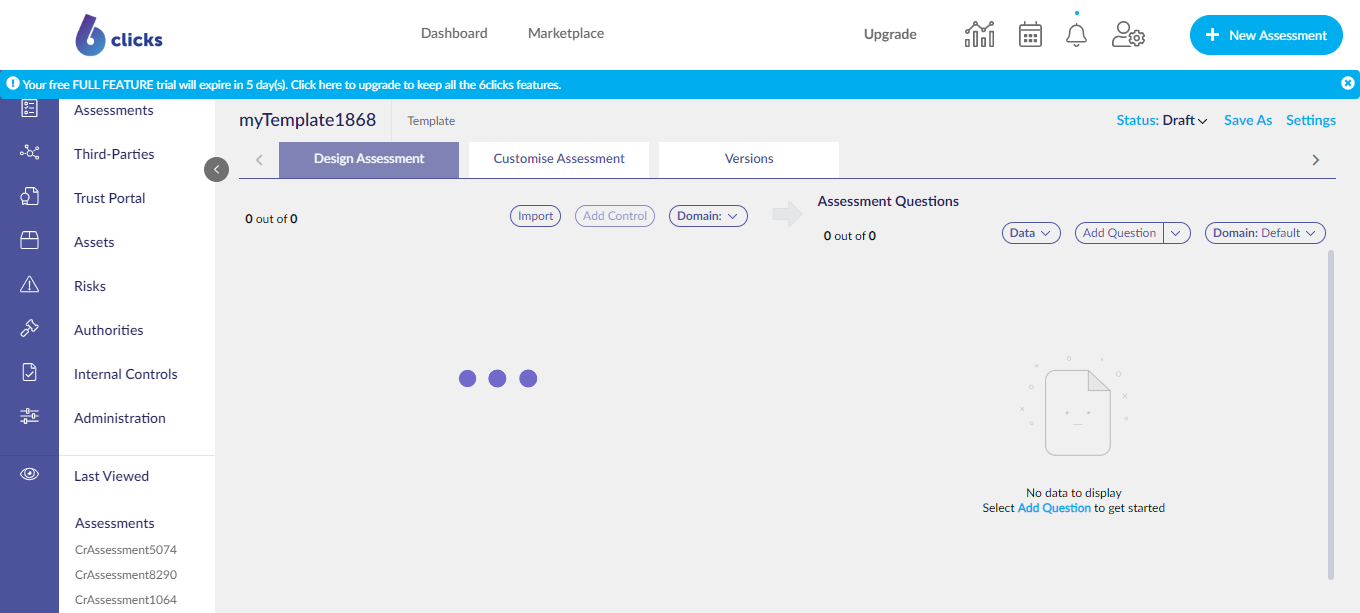 6 clicks
Dashboard
Marketplace
Upgrade
New Assessment
Your free FULL FEATURE trial will expire in 5 day(s). Click here to upgrade to keep all the 6clicks features.
Assessments
Third-Parties
Trust Portal
Assets
Risks
Authorities
Internal Controls
Administration
Last Viewed
Assessments
CrAssessment5074
CrAssessment8290
CrAssessment1064
myTemplate1868
Template
Status: Draft
Save As
Settings
Design Assessment
Customise Assessment
Versions
0 out of 0
Import
Add Control
Domain:
Assessment Questions
0 out of 0
Data
Add Question
Domain: Default
No data to display
Select Add Question to get started